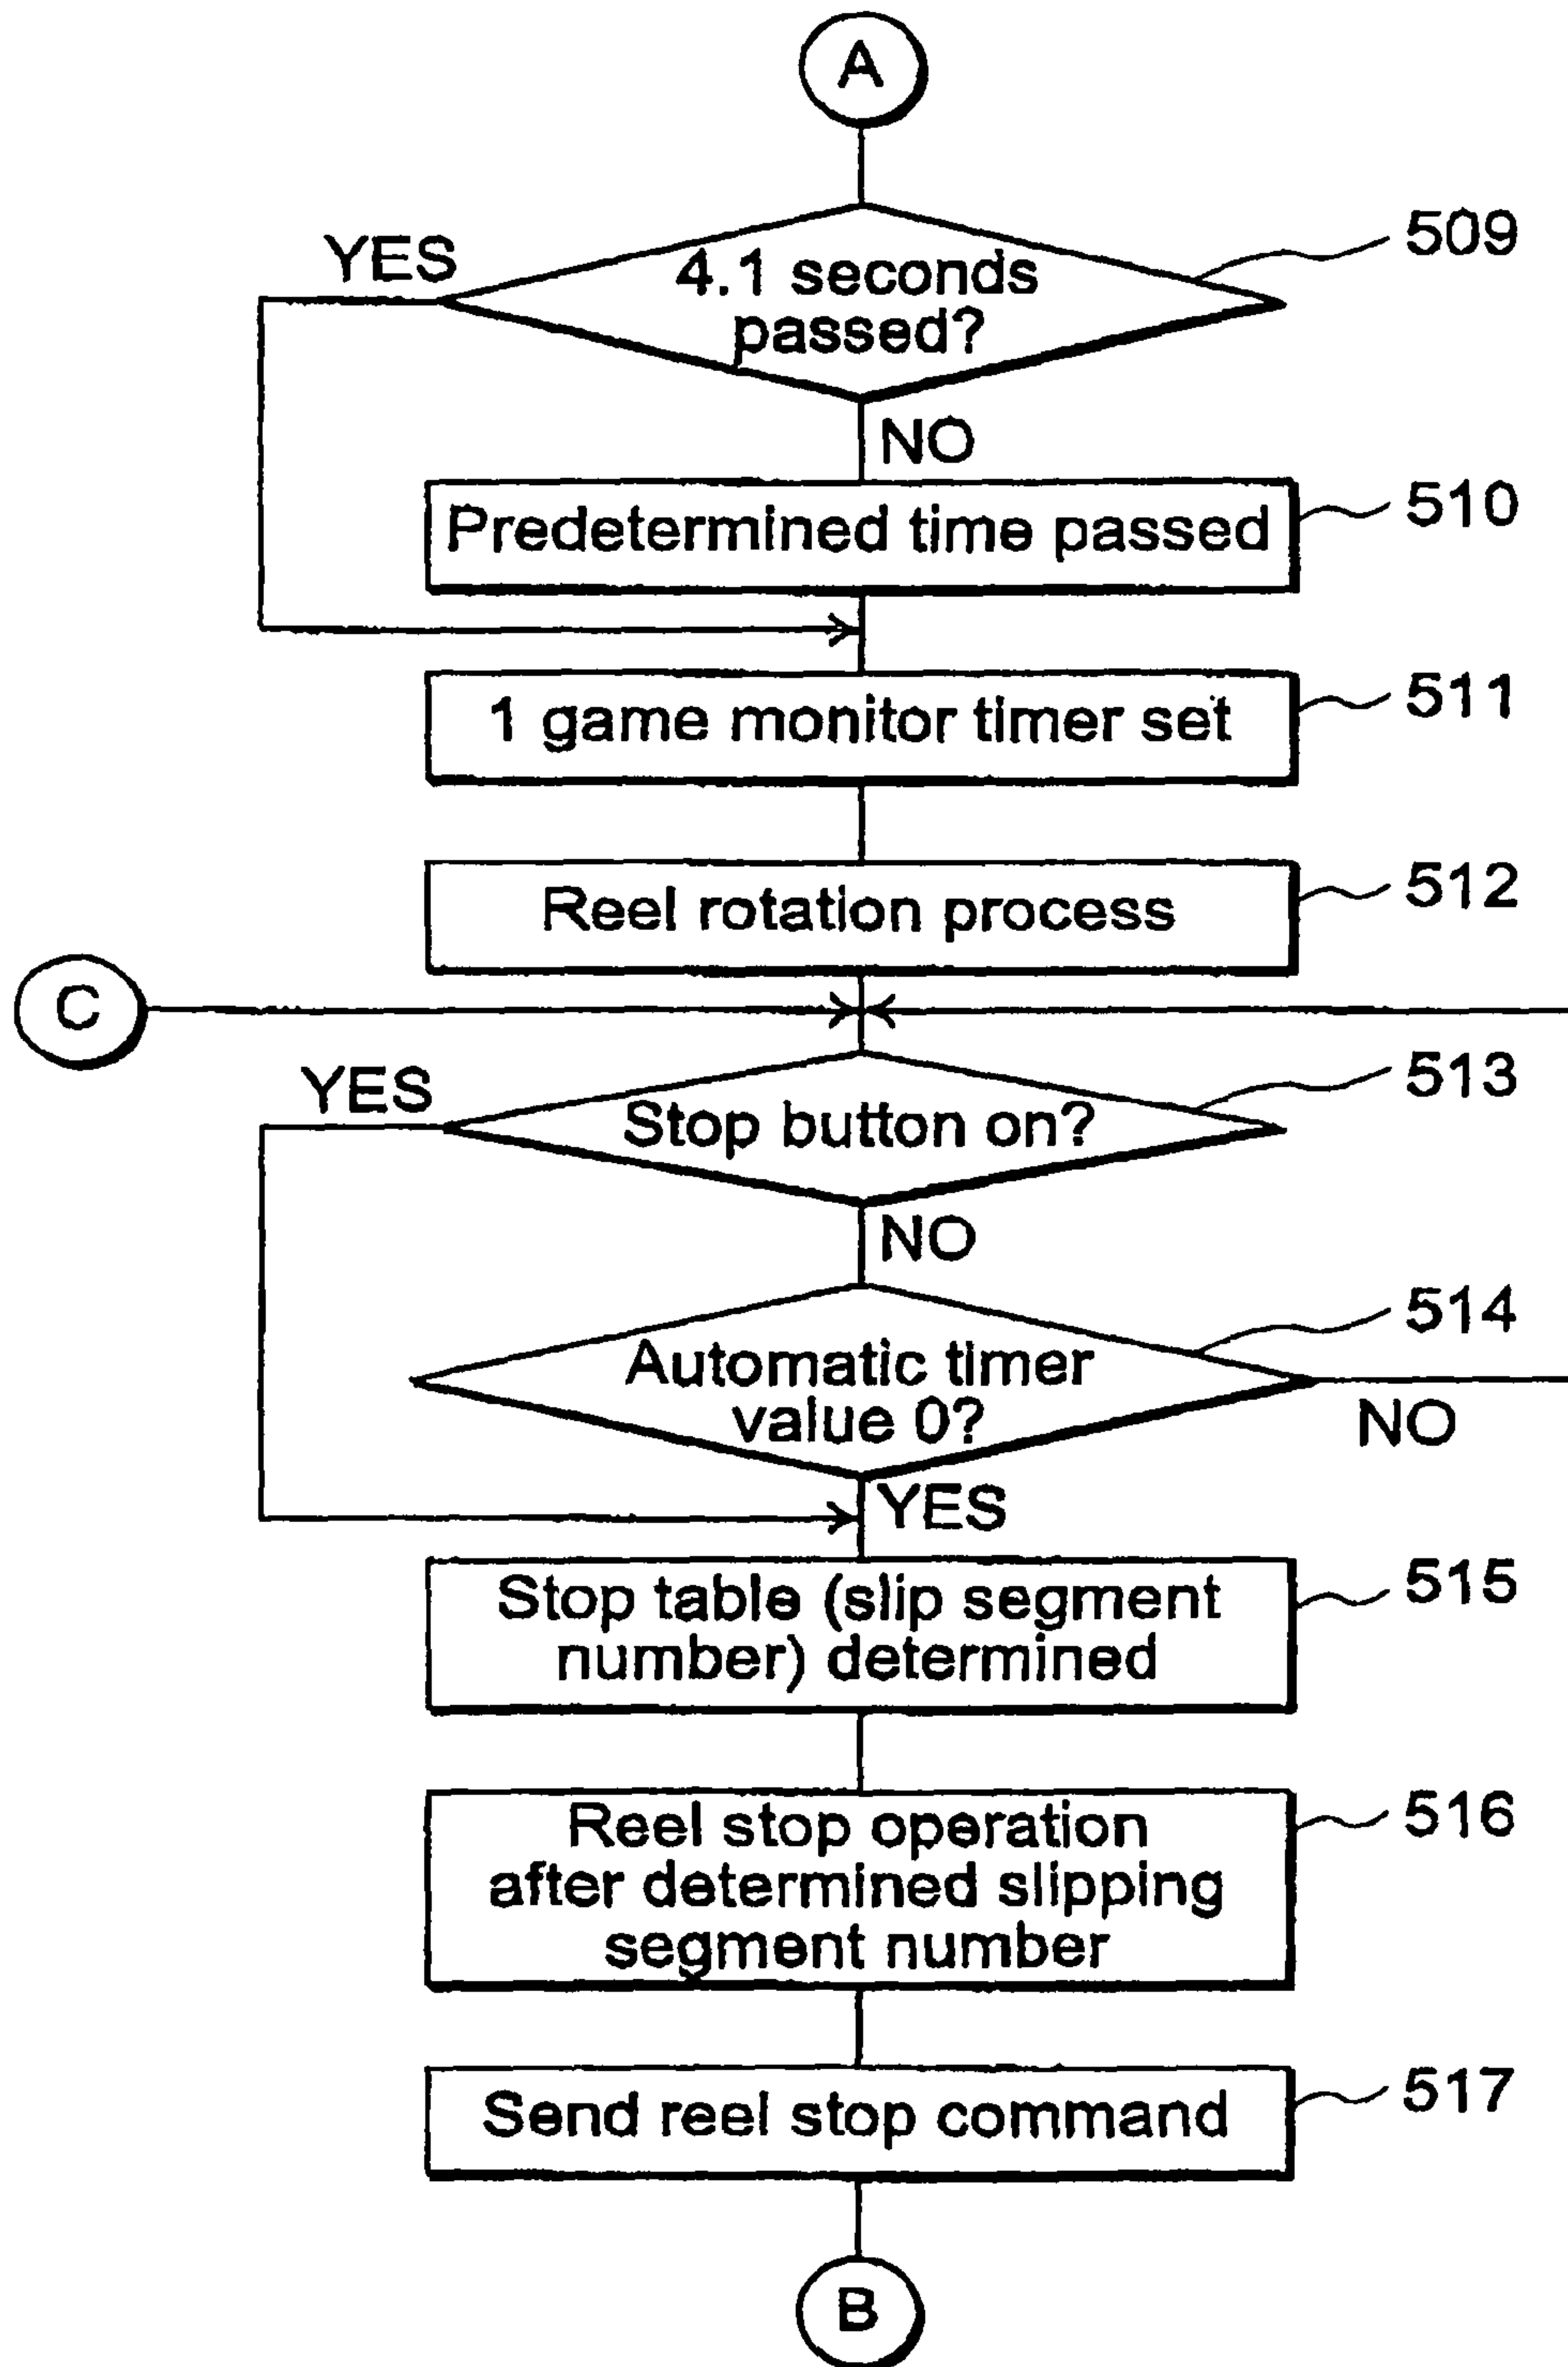 A
YES
509
4.1 seconds
passed?
NO
Predetermined time passed
510
1 game monitor timer set
511
Reel rotation process
512
C
YES
513
Stop button on?
NO
514
Automatic timer
value 0?
NO
YES
Stop table (slip segment
number) determined
515
Reel stop operation
after determined slipping
segment number
516
Send reel stop command
517
B